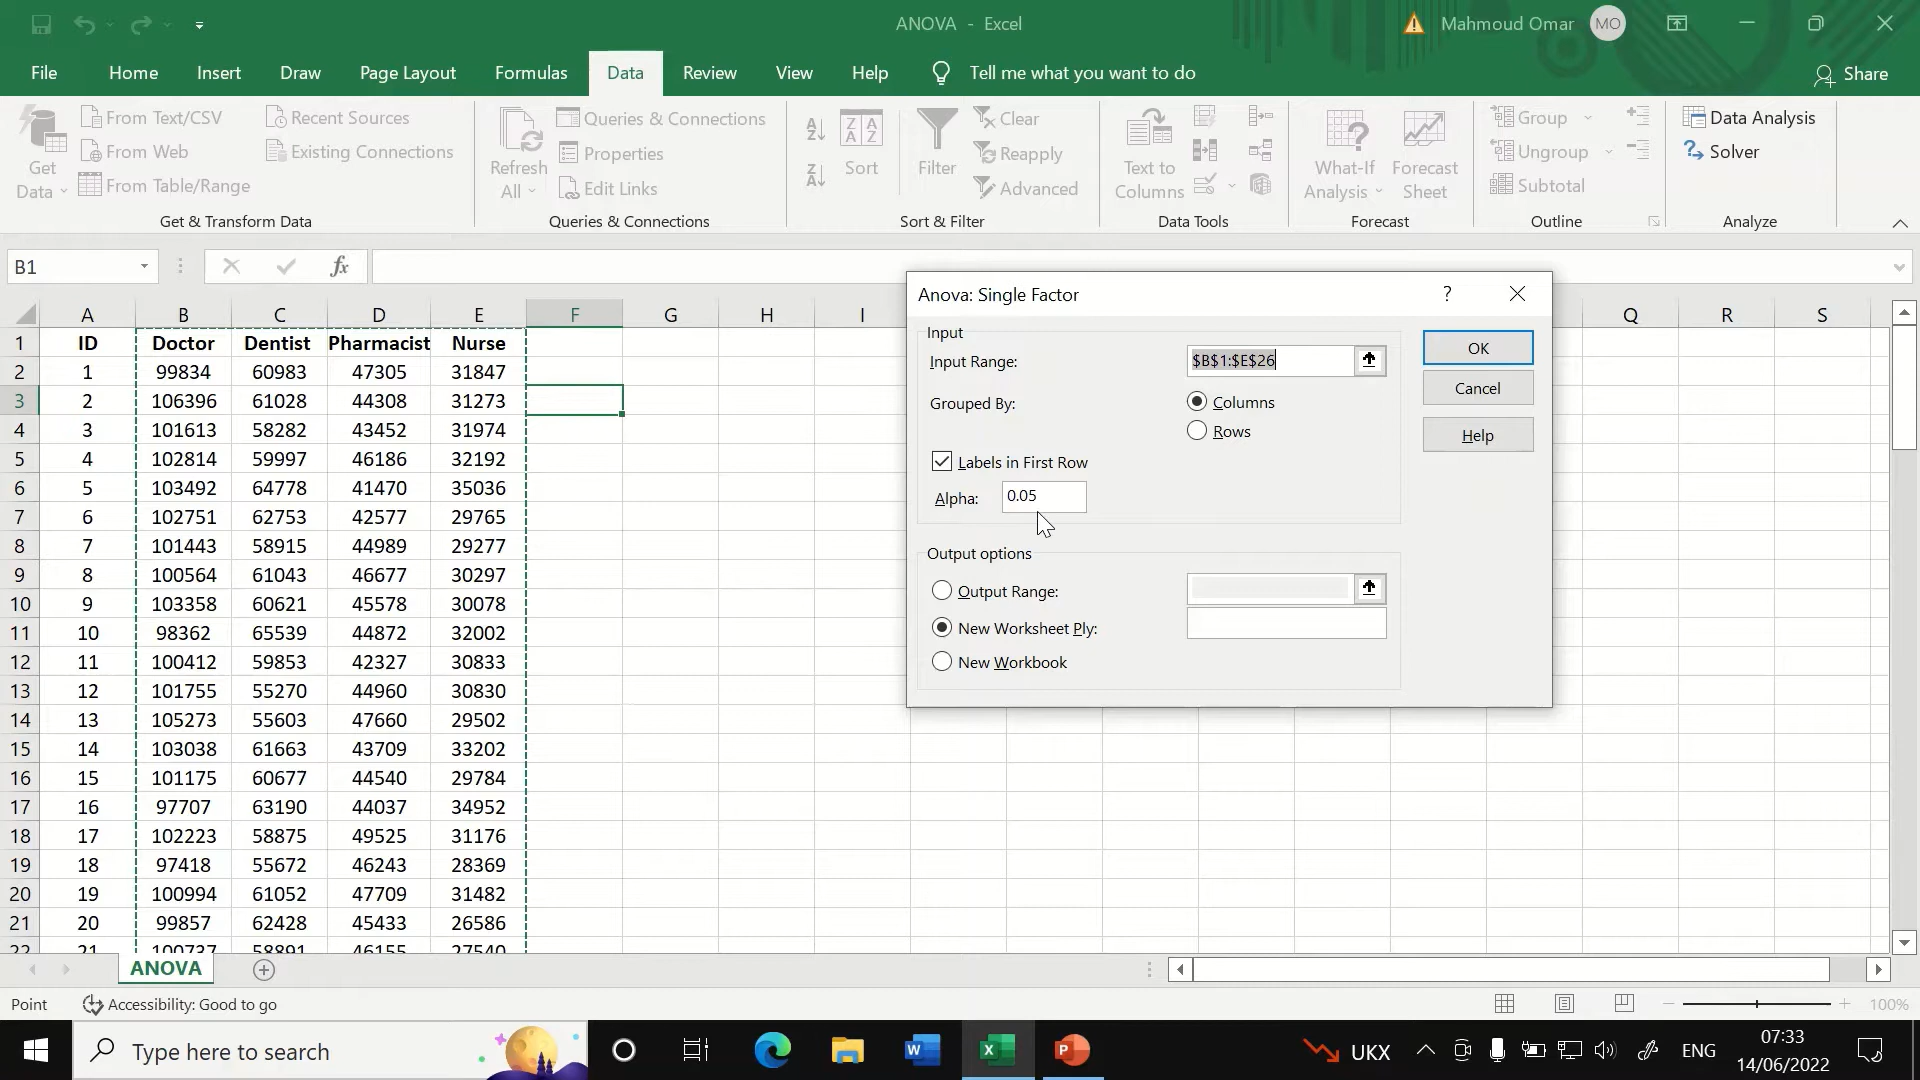 ANOVA - Excel
Mahmoud Omar MO
File Home Insert Draw Page Layout Formulas Data Review View Help Tell me what you want to do Share
Get Data
From Text/CSV
From Web
From Table/Range
Recent Sources
Existing Connections
Get & Transform Data
Refresh All
Queries & Connections
Properties
Edit Links
Queries & Connections
Sort
Filter
Clear
Reapply
Advanced
Sort & Filter
Text to Columns
Data Tools
What-If Analysis
Forecast Sheet
Forecast
Group
Ungroup
Subtotal
Outline
Data Analysis
Solver
Analyze
B1 fx
A B C D E F G H I Q R S
1 ID Doctor Dentist Pharmacist Nurse
2 1 99834 60983 47305 31847
3 2 106396 61028 44308 31273
4 3 101613 58282 43452 31974
5 4 102814 59997 46186 32192
6 5 103492 64778 41470 35036
7 6 102751 62753 42577 29765
8 7 101443 58915 44989 29277
9 8 100564 61043 46677 30297
10 9 103358 60621 45578 30078
11 10 98362 65539 44872 32002
12 11 100412 59853 42327 30833
13 12 101755 55270 44960 30830
14 13 105273 55603 47660 29502
15 14 103038 61663 43709 33202
16 15 101175 60677 44540 29784
17 16 97707 63190 44037 34952
18 17 102223 58875 49525 31176
19 18 97418 55672 46243 28369
20 19 100994 61052 47709 31482
21 20 99857 62428 45433 26586
22 21 100737 58891 46155 27540
Anova: Single Factor ?
Input
Input Range: $B$1:$E$26
Grouped By: Columns
Rows
Labels in First Row
Alpha: 0.05
Output options
Output Range:
New Worksheet Ply:
New Workbook
OK
Cancel
Help
ANOVA
Point Accessibility: Good to go 100%
Type here to search
UKX ENG 07:33
14/06/2022